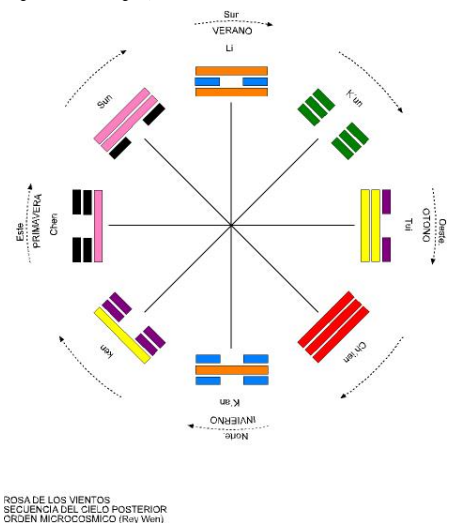 Sur
VERANO
Li
Sun
K'un
Este
PRIMAVERA
Chen
Oeste
OTONO
Tui
ken
Ch'ien
K'an
INVIERNO
Norte
ROSA DE LOS VIENTOS
SECUENCIA DEL CIELO POSTERIOR
ORDEN MICROCOSMICO (Rey Wen)